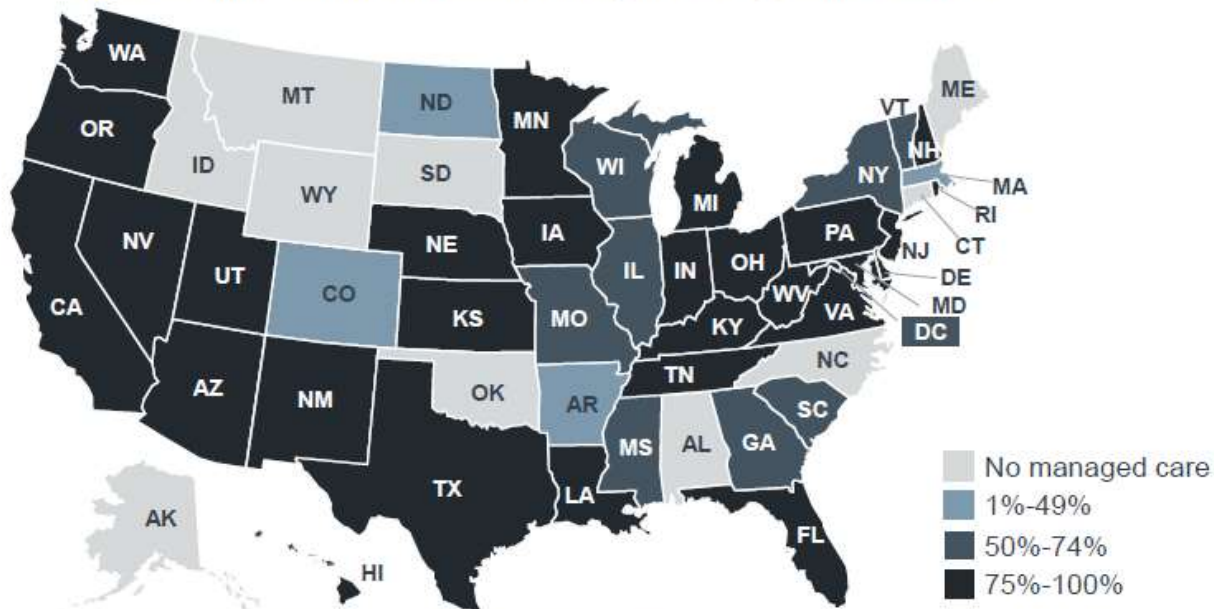 WA
MT
ND
MN
VT
ME
OR
ID
SD
WI
NY
NH
MA
WY
MI
RI
NV
NE
IA
PA
NJ
CT
UT
IL
IN
OH
DE
CA
CO
KS
MO
WV
VA
MD
KY
DC
AZ
NM
OK
AR
TN
NC
SC
MS
AL
GA
TX
LA
AK
FL
HI
No managed care
1%-49%
50%-74%
75%-100%